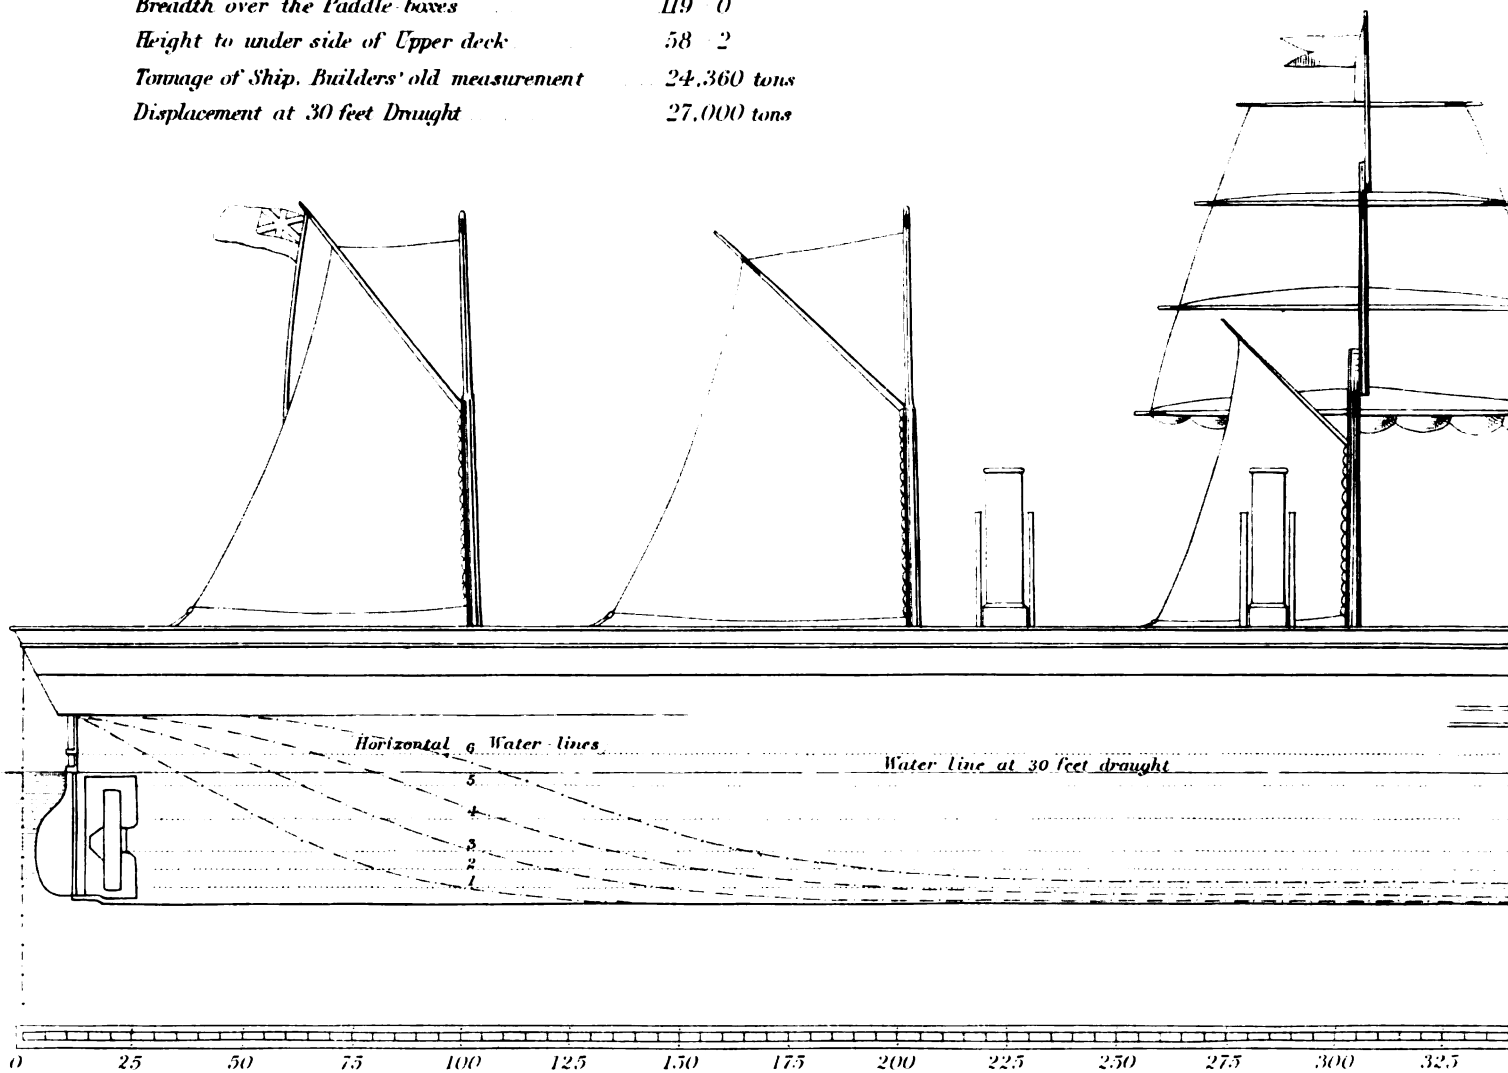 Breadth over the Paddle-boxes 119 0
Height to under side of Upper deck 58 2
Tonnage of Ship, Builders' old measurement 24,360 tons
Displacement at 30 feet Draught 27,000 tons
Horizontal 6 Water-lines
Water line at 30 feet draught
5
4
3
2
1
0 25 50 75 100 125 150 175 200 225 250 275 300 325